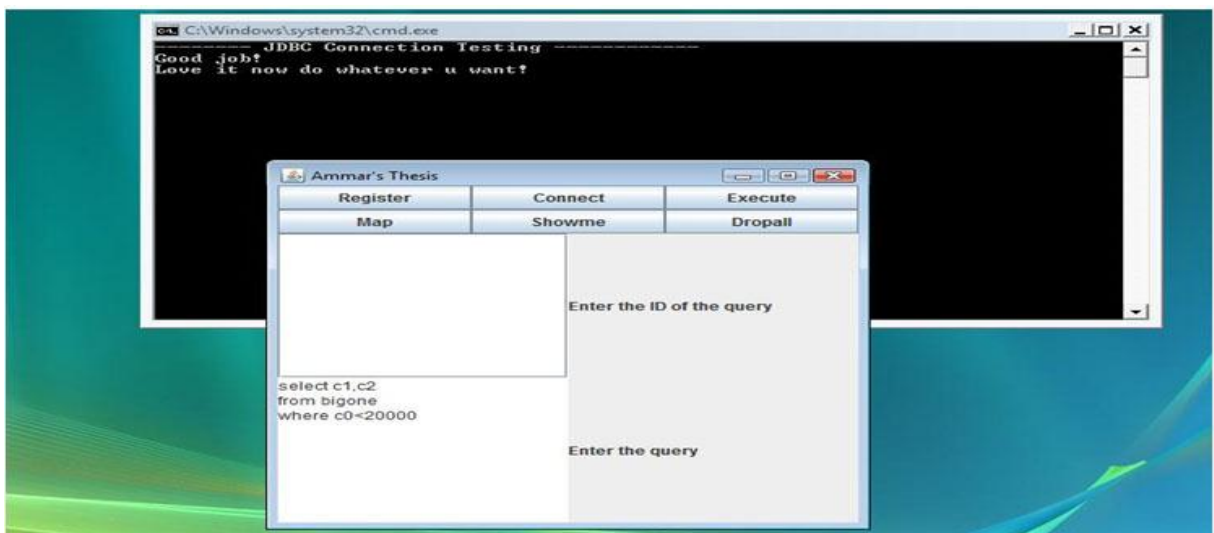 C:\Windows\system32\cmd.exe
-------- JDBC Connection Testing ------------
Good job!
Love it now do whatever u want!
Ammar's Thesis
Register Connect Execute
Map Showme Dropall
Enter the ID of the query
select c1,c2
from bigone
where c0<20000
Enter the query